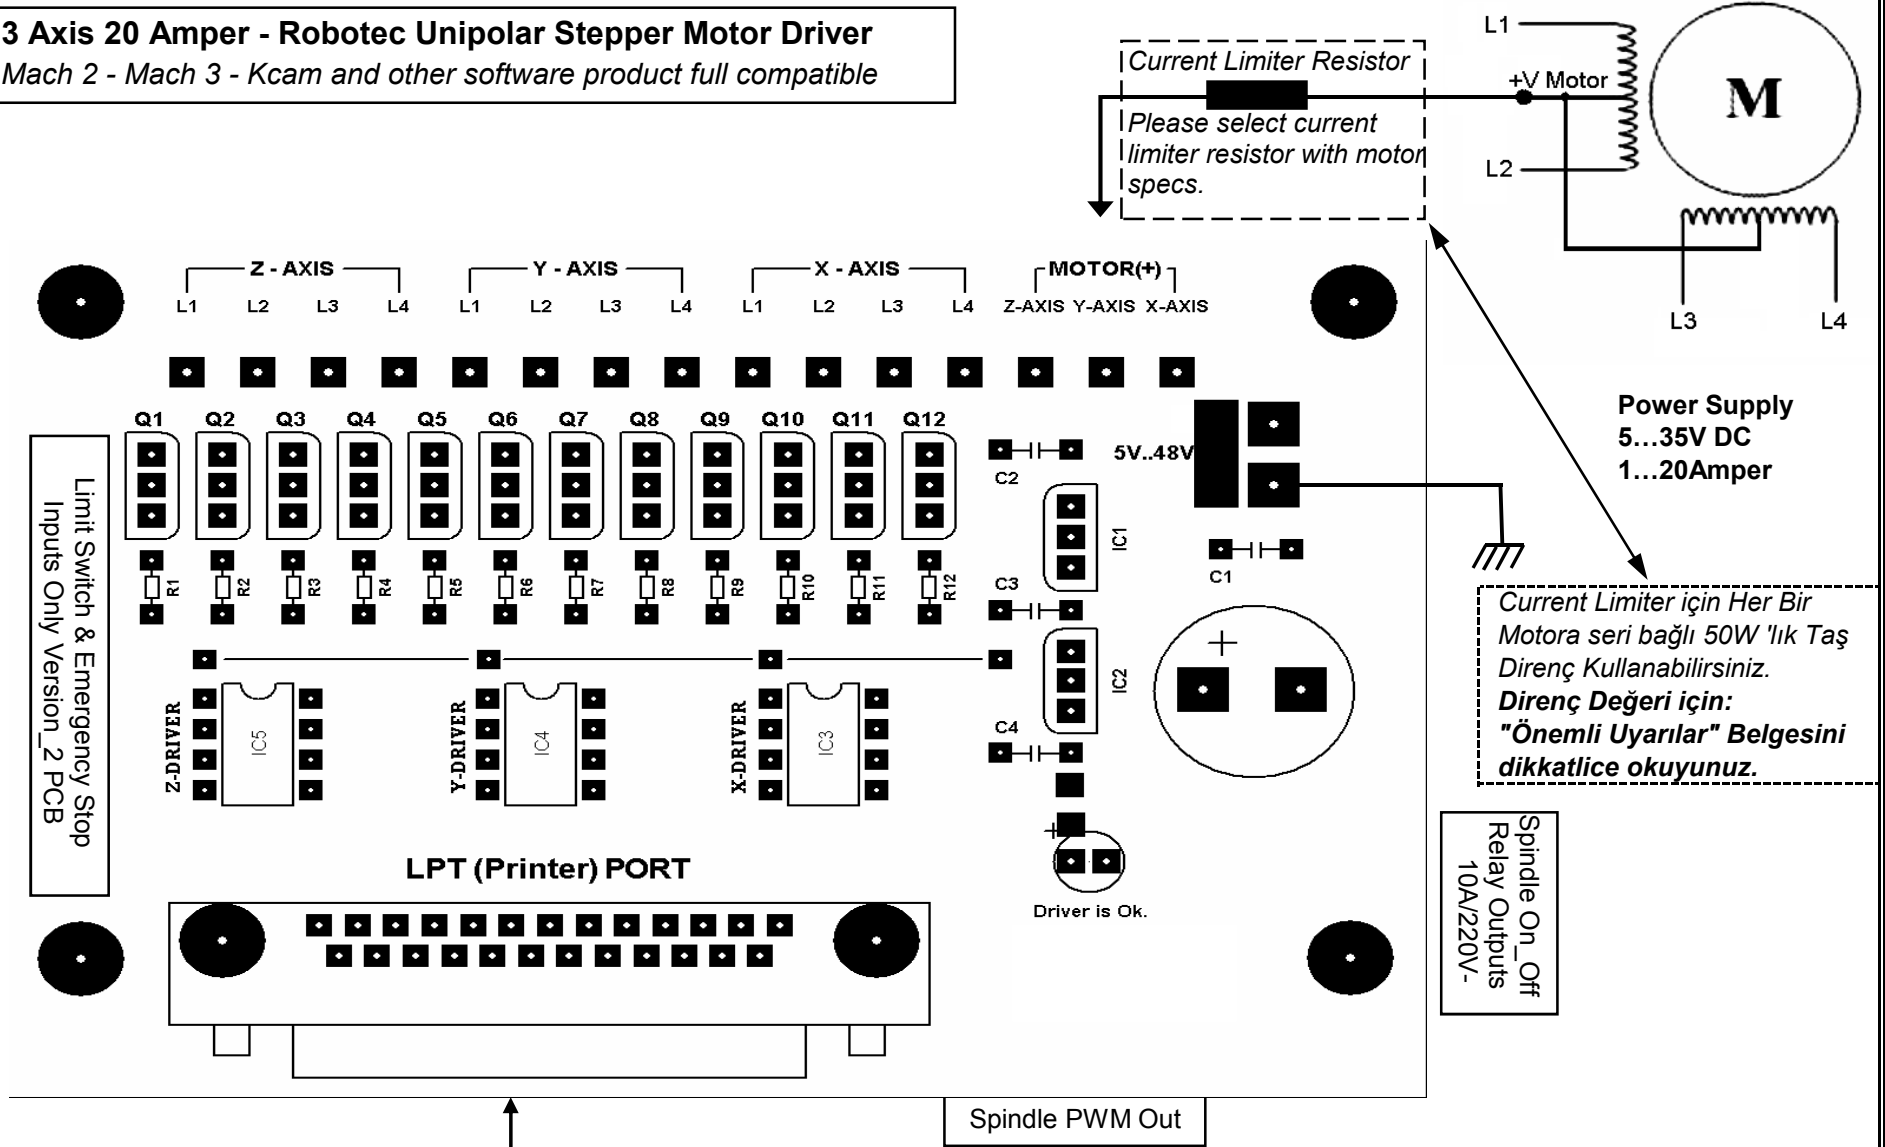 3 Axis 20 Amper - Robotec Unipolar Stepper Motor Driver
Mach 2 - Mach 3 - Kcam and other software product full compatible
Current Limiter Resistor
Please select current
limiter resistor with motor
specs.
L1
+V Motor
L2
M
L3 L4
Z - AXIS Y - AXIS X - AXIS MOTOR(+)
L1 L2 L3 L4 L1 L2 L3 L4 L1 L2 L3 L4 Z-AXIS Y-AXIS X-AXIS
Power Supply
5…35V DC
1…20Amper
Q1 Q2 Q3 Q4 Q5 Q6 Q7 Q8 Q9 Q10 Q11 Q12
5V..48V
C2
IC1
C1
C3
R1 R2 R3 R4 R5 R6 R7 R8 R9 R10 R11 R12
Limit Switch & Emergency Stop
Inputs Only Version_2 PCB
IC2
C4
Z-DRIVER IC5 Y-DRIVER IC4 X-DRIVER IC3
+
+
Current Limiter için Her Bir
Motora seri bağlı 50W 'lık Taş
Direnç Kullanabilirsiniz.
Direnç Değeri için:
"Önemli Uyarılar" Belgesini
dikkatlice okuyunuz.
LPT (Printer) PORT
Driver is Ok.
Spindle On_Off
Relay Outputs
10A/220V-
Spindle PWM Out